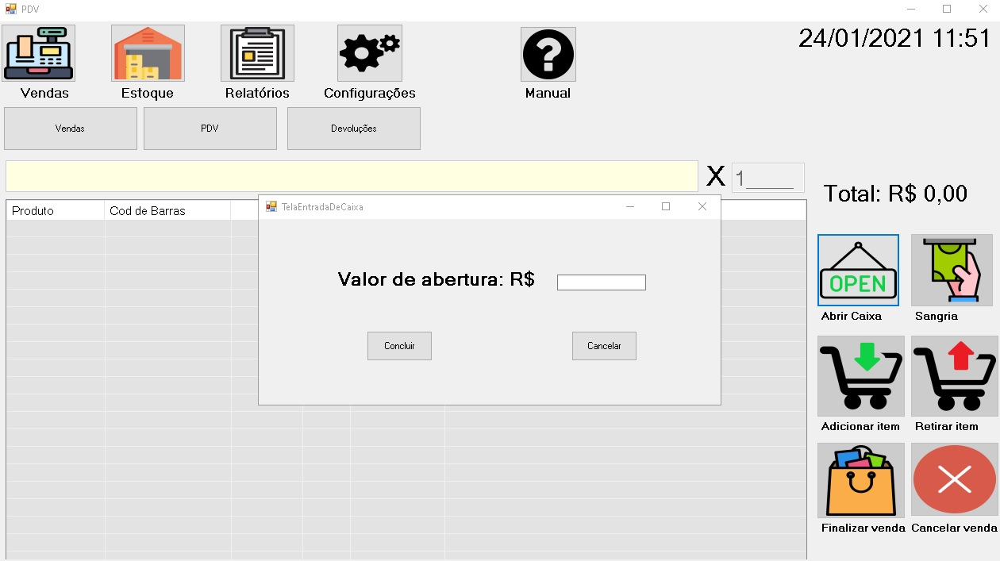 PDV
24/01/2021 11:51
Vendas
Estoque
Relatórios
Configurações
Manual
Vendas
PDV
Devoluções
X
1_____
Total: R$ 0,00
Produto
Cod de Barras
TelaEntradaDeCaixa
Valor de abertura: R$
Concluir
Cancelar
OPEN
Abrir Caixa
Sangria
Adicionar item
Retirar item
Finalizar venda
Cancelar venda